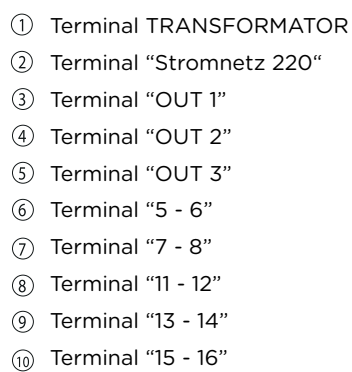 ① Terminal TRANSFORMATOR
② Terminal “Stromnetz 220“
③ Terminal “OUT 1”
④ Terminal “OUT 2”
⑤ Terminal “OUT 3”
⑥ Terminal “5 - 6”
⑦ Terminal “7 - 8”
⑧ Terminal “11 - 12”
⑨ Terminal “13 - 14”
⑩ Terminal “15 - 16”